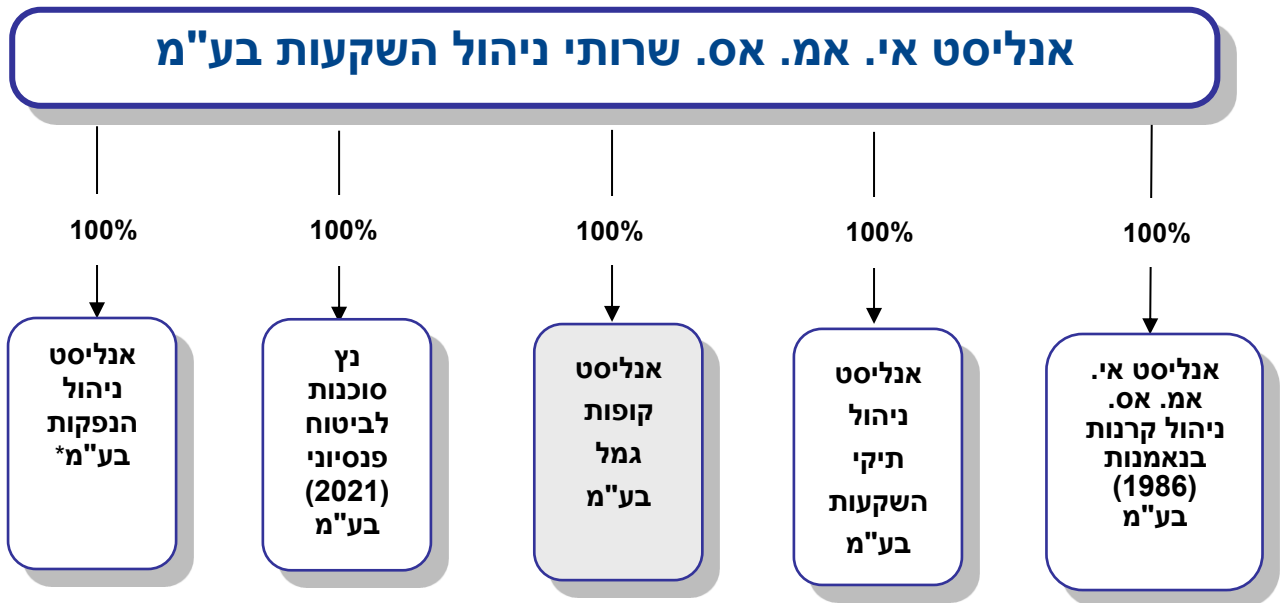 אנליסט אי. אמ. אס. שרותי ניהול השקעות בע"מ
100%
100%
100%
100%
100%
אנליסט אי.
אמ. אס.
ניהול קרנות
בנאמנות
(1986)
בע"מ
אנליסט
ניהול
תיקי
השקעות
בע"מ
אנליסט
קופות
גמל
בע"מ
נץ
סוכנות
לביטוח
פנסיוני
(2021)
בע"מ
אנליסט
ניהול
הנפקות
בע"מ*